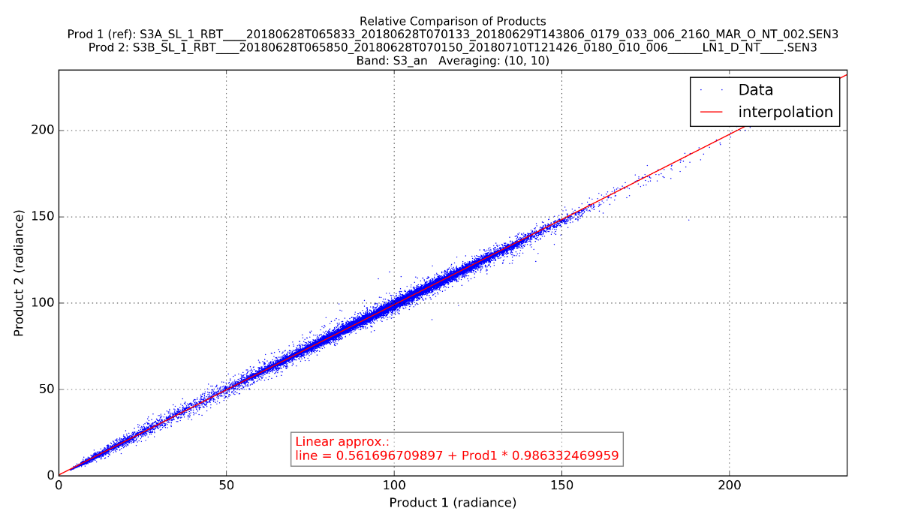 Relative Comparison of Products
Prod 1 (ref): S3A_SL_1_RBT____20180628T065833_20180628T070133_20180629T143806_0179_033_006_2160_MAR_O_NT_002.SEN3
Prod 2: S3B_SL_1_RBT____20180628T065850_20180628T070150_20180710T121426_0180_010_006______LN1_D_NT____.SEN3
Band: S3_an Averaging: (10, 10)
Data
interpolation
200
150
100
50
0
Product 2 (radiance)
Linear approx.:
line = 0.561696709897 + Prod1 * 0.986332469959
0 50 100 150 200
Product 1 (radiance)